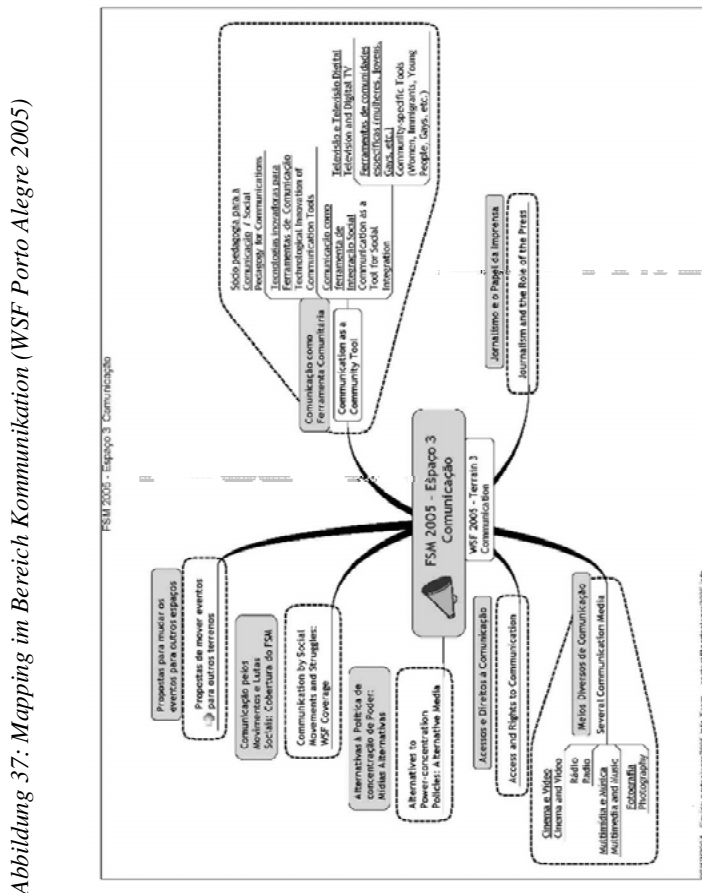 Abbildung 37: Mapping im Bereich Kommunikation (WSF Porto Alegre 2005)
FSM 2005 - Espaço 3 Comunicação
Propostas para mudar os
eventos para outros espaços
Propostas de mover eventos
para outros terrenos
Comunicação pelos
Movimentos e Lutas
Sociais: Cobertura do FSM
Communication by Social
Movements and Struggles:
WSF Coverage
Alternativas à Política de
concentração de Poder:
Mídias Alternativas
Alternatives to
Power-concentration
Policies: Alternative Media
Acessos e Direitos à Comunicação
Access and Rights to Communication
Meios Diversos de Comunicação
Several Communication Media
Cinema e Vídeo
Cinema and Video
Rádio
Radio
Multimídia e Música
Multimedia and Music
Fotografia
Photography
FSM 2005 - Espaço 3
Comunicação
WSF 2005 - Terrain 3
Communication
Comunicação como
Ferramenta Comunitária
Communication as a
Community Tool
Socio pedagogia para a
Comunicação / Social
Pedagogy for Communications
Tecnologias inovadoras para
Ferramentas de Comunicação
Technological Innovation of
Communication Tools
Comunicação como
ferramenta de
Integração Social
Communication as a
Tool for Social
Integration
Televisão e Televisão Digital
Television and Digital TV
Ferramentas de comunidades
específicas (mulheres, jovens,
Gays, etc.)
Community-specific Tools
(Women, Immigrants, Young
People, Gays, etc.)
Jornalismo e o Papel da Imprensa
Journalism and the Role of the Press